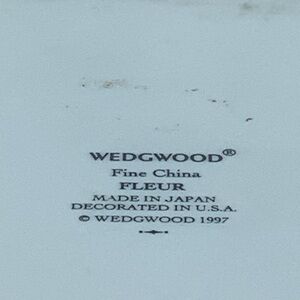 WEDGWOOD®
Fine China
FLEUR
MADE IN JAPAN
DECORATED IN U.S.A.
© WEDGWOOD 1997